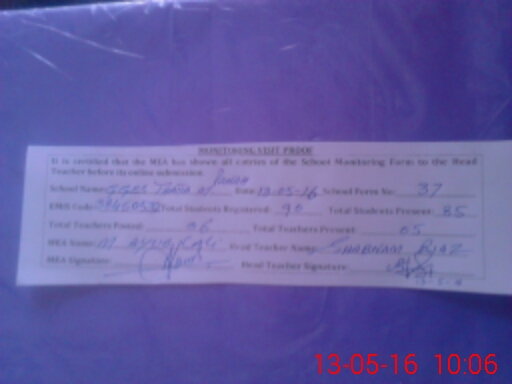 MONITORING VISIT PROOF
It is certified that the MEA has shown all entries of the School Monitoring Form to the Head
Teacher before its online submission
School Name: Date: 13-05-16 School Form No: 37
EMIS Code: Total Students Registered: 90 Total Students Present: 85
Total Teachers Posted: 06 Total Teachers Present: 05
MEA Name: M. Head Teacher Name: SHABNAM RIAZ
MEA Signature: Head Teacher Signature:
13-05-16 10:06